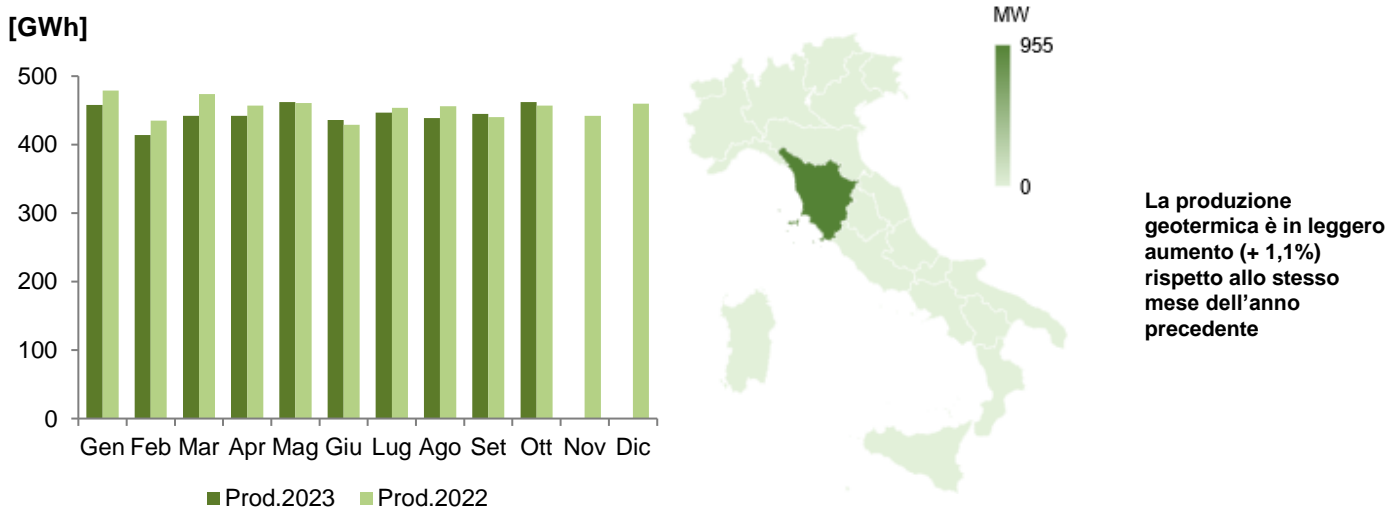 [GWh]
500
400
300
200
100
0
Gen Feb Mar Apr Mag Giu Lug Ago Set Ott Nov Dic
Prod.2023 Prod.2022
MW
955
0
La produzione
geotermica è in leggero
aumento (+ 1,1%)
rispetto allo stesso
mese dell’anno
precedente